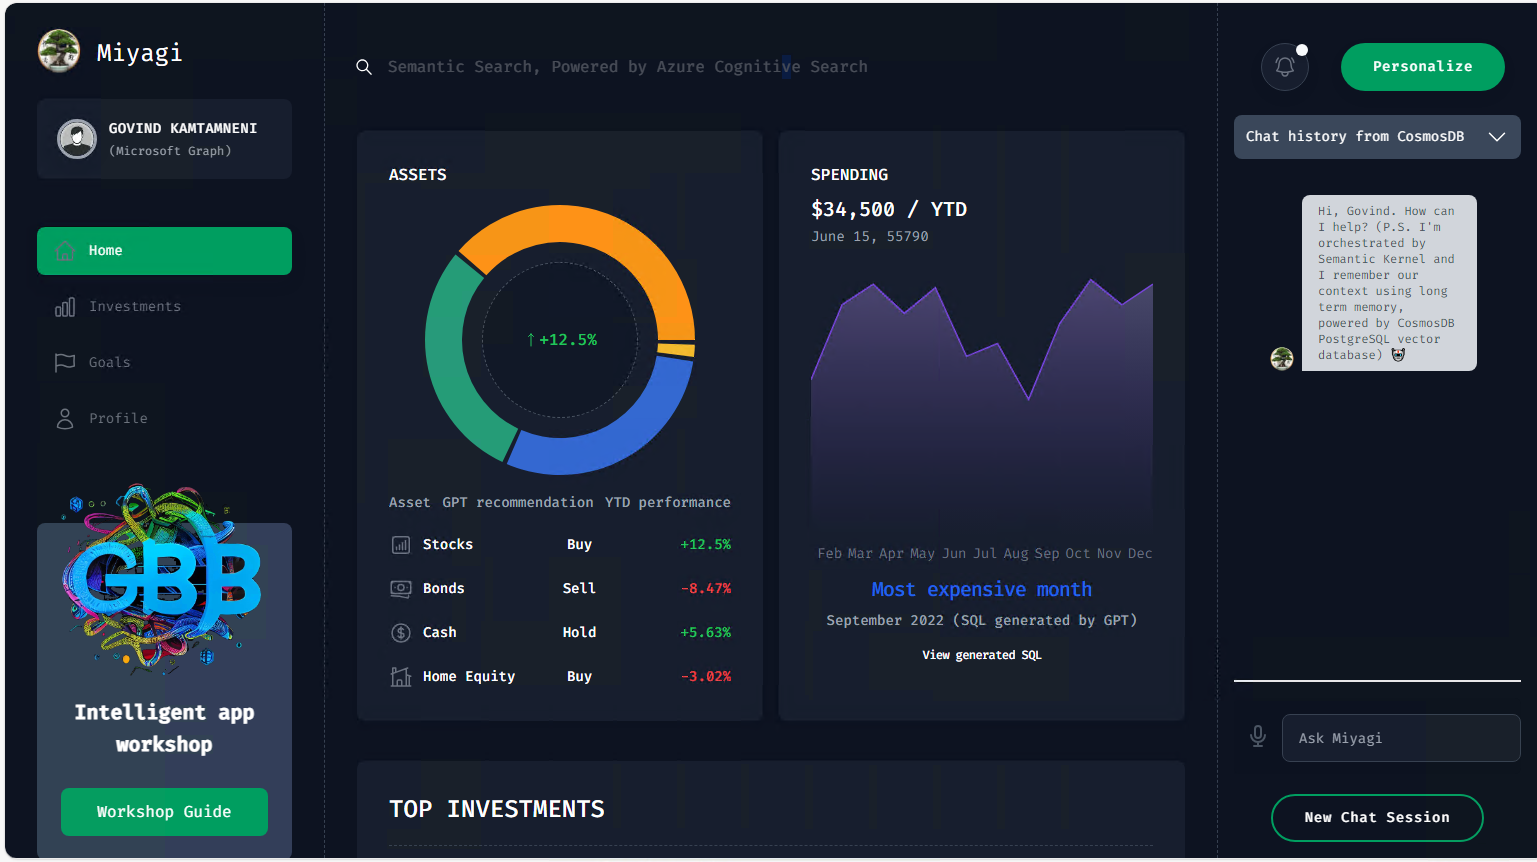 Miyagi
GOVIND KAMTAMNENI
(Microsoft Graph)
Home
Investments
Goals
Profile
GBB
Intelligent app
workshop
Workshop Guide
Semantic Search, Powered by Azure Cognitive Search
ASSETS
↑ +12.5%
Asset GPT recommendation YTD performance
Stocks Buy +12.5%
Bonds Sell -8.47%
Cash Hold +5.63%
Home Equity Buy -3.02%
SPENDING
$34,500 / YTD
June 15, 55790
Feb Mar Apr May Jun Jul Aug Sep Oct Nov Dec
Most expensive month
September 2022 (SQL generated by GPT)
View generated SQL
TOP INVESTMENTS
Personalize
Chat history from CosmosDB
Hi, Govind. How can
I help? (P.S. I'm
orchestrated by
Semantic Kernel and
I remember our
context using long
term memory,
powered by CosmosDB
PostgreSQL vector
database) 🤡
Ask Miyagi
New Chat Session